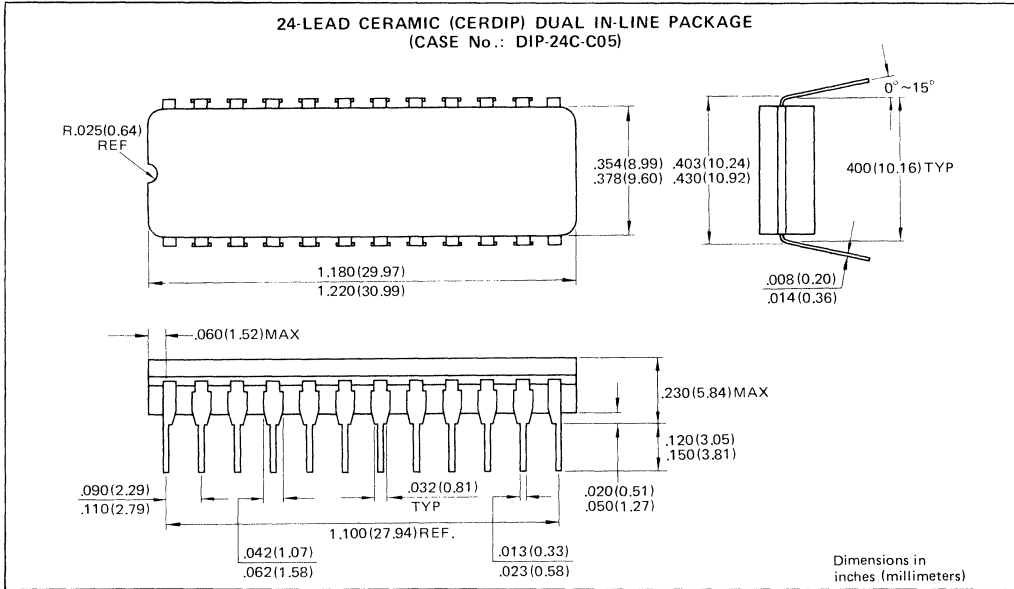 24-LEAD CERAMIC (CERDIP) DUAL IN-LINE PACKAGE
(CASE No.: DIP-24C-C05)
R.025(0.64)
REF
.354(8.99)
.378(9.60)
.403(10.24)
.430(10.92)
0°~15°
400(10.16) TYP
1.180(29.97)
1.220(30.99)
.008(0.20)
.014(0.36)
.060(1.52)MAX
.230(5.84)MAX
.120(3.05)
.150(3.81)
.020(0.51)
.050(1.27)
.090(2.29)
.110(2.79)
.032(0.81)
TYP
1.100(27.94)REF.
.042(1.07)
.062(1.58)
.013(0.33)
.023(0.58)
Dimensions in
inches (millimeters)